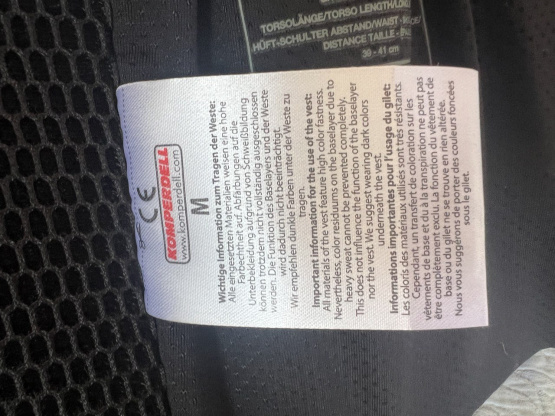 TORSOLÄNGE/TORSO LENGTH/
HÜFT-SCHULTER ABSTAND/WAIST-
DISTANCE TAILLE -
39 - 41 cm
CE
KOMPERDELL
www.komperdell.com
M
Wichtige Information zum Tragen der Weste:
Alle eingesetzten Materialien weisen eine hohe
Farbechtheit auf. Abfärbungen auf die
Unterbekleidung aufgrund von Schweißbildung
können trotzdem nicht vollständig ausgeschlossen
werden. Die Funktion des Baselayers und der Weste
wird dadurch nicht beeinträchtigt.
Wir empfehlen dunkle Farben unter der Weste zu
tragen.
Important information for the use of the vest:
All materials of the vest feature high color fastness.
Nevertheless, color residuals on the baselayer due to
heavy sweat cannot be prevented completely.
This does not influence the function of the baselayer
nor the vest. We suggest wearing dark colors
underneath the vest.
Informations importantes pour l'usage du gilet:
Les coloris des matériaux utilisés sont très résistants.
Cependant, un transfert de coloration sur les
vêtements de base et du à la transpiration ne peut pas
être complètement exclu. La fonction du vêtement de
base ou du gilet ne se trouve en rien altérée.
Nous vous suggérons de porter des couleurs foncées
sous le gilet.